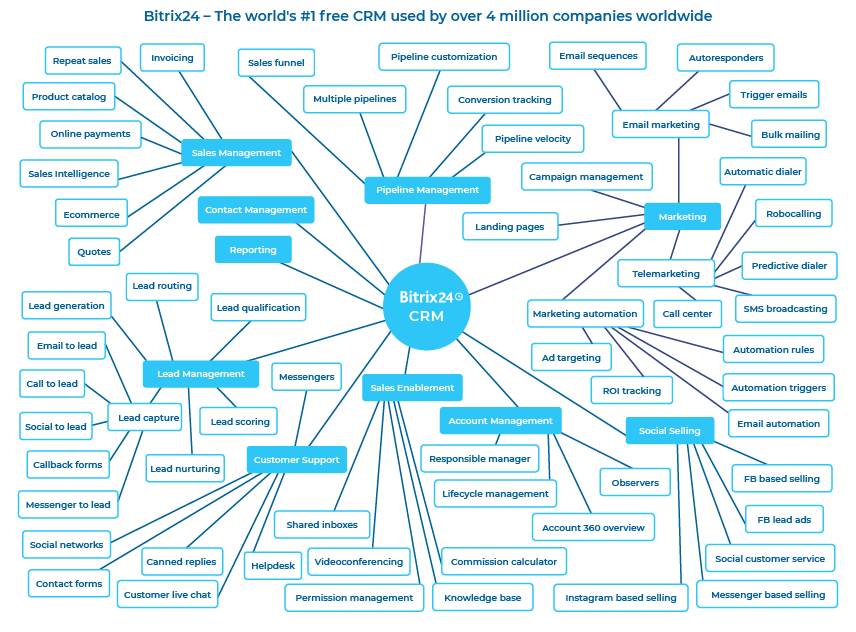 Bitrix24 – The world's #1 free CRM used by over 4 million companies worldwide
Repeat sales
Invoicing
Sales funnel
Pipeline customization
Email sequences
Autoresponders
Product catalog
Multiple pipelines
Conversion tracking
Trigger emails
Online payments
Pipeline velocity
Email marketing
Bulk mailing
Sales Management
Sales Intelligence
Pipeline Management
Campaign management
Automatic dialer
Ecommerce
Contact Management
Landing pages
Marketing
Robocalling
Quotes
Reporting
Telemarketing
Predictive dialer
Lead routing
Lead generation
Lead qualification
Bitrix24
CRM
Marketing automation
Call center
SMS broadcasting
Email to lead
Ad targeting
Automation rules
Call to lead
Lead Management
Messengers
Sales Enablement
ROI tracking
Automation triggers
Social to lead
Lead capture
Lead scoring
Account Management
Social Selling
Email automation
Callback forms
Lead nurturing
Customer Support
Responsible manager
Lifecycle management
Observers
FB based selling
Messenger to lead
Shared inboxes
Account 360 overview
FB lead ads
Social networks
Canned replies
Helpdesk
Videoconferencing
Commission calculator
Social customer service
Contact forms
Customer live chat
Permission management
Knowledge base
Instagram based selling
Messenger based selling